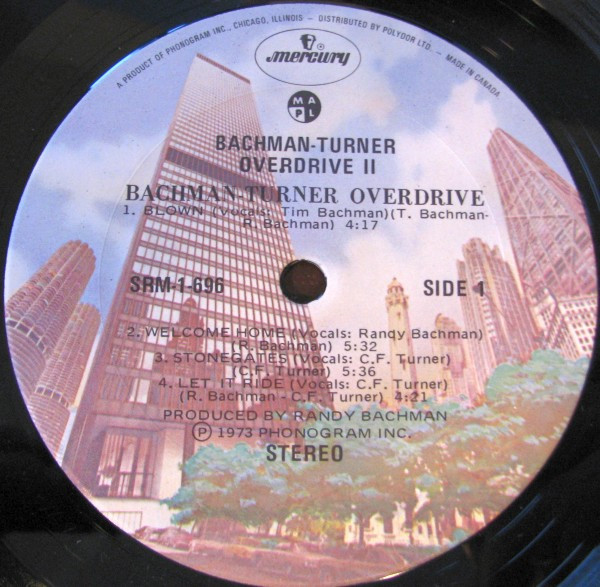 A PRODUCT OF PHONOGRAM INC., CHICAGO, ILLINOIS - DISTRIBUTED BY POLYDOR LTD. - MADE IN CANADA
mercury
MA
PL
BACHMAN-TURNER
OVERDRIVE II
BACHMAN-TURNER OVERDRIVE
1. BLOWN (Vocals: Tim Bachman)(T. Bachman-
R. Bachman) 4:17
SRM-1-696
SIDE 1
2. WELCOME HOME (Vocals: Randy Bachman)
(R. Bachman) 5:32
3. STONEGATES (Vocals: C.F. Turner)
(C.F. Turner) 5:36
4. LET IT RIDE (Vocals: C.F. Turner)
(R. Bachman - C.F. Turner) 4:21
PRODUCED BY RANDY BACHMAN
Ⓟ 1973 PHONOGRAM INC.
STEREO